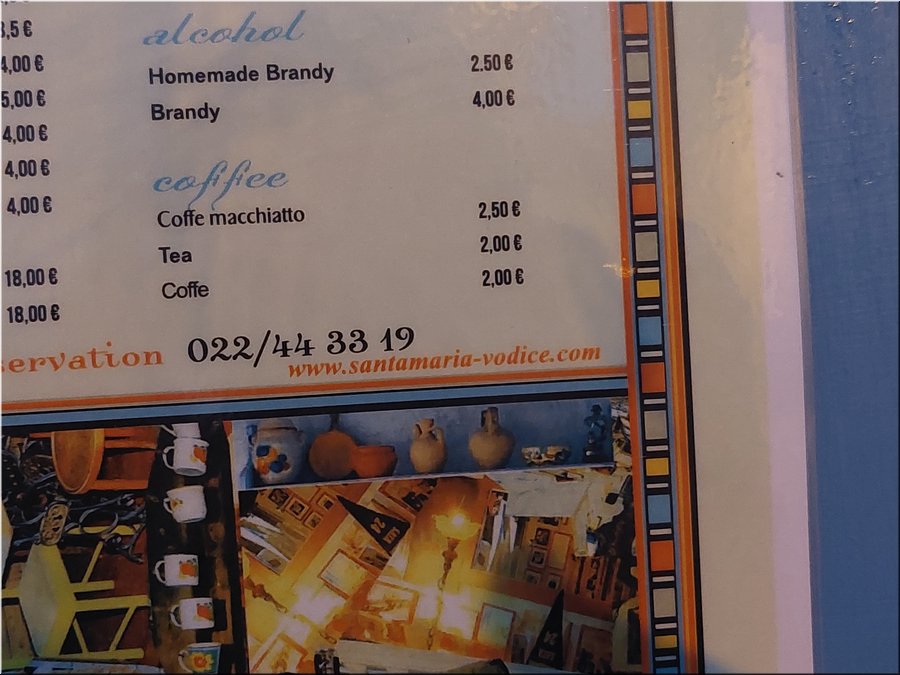 3,5 €
4,00 €
5,00 €
4,00 €
4,00 €
4,00 €
18,00 €
18,00 €
alcohol
Homemade Brandy 2.50 €
Brandy 4,00 €
coffee
Coffe macchiatto 2,50 €
Tea 2,00 €
Coffe 2,00 €
servation 022/44 33 19
www.santamaria-vodice.com
24